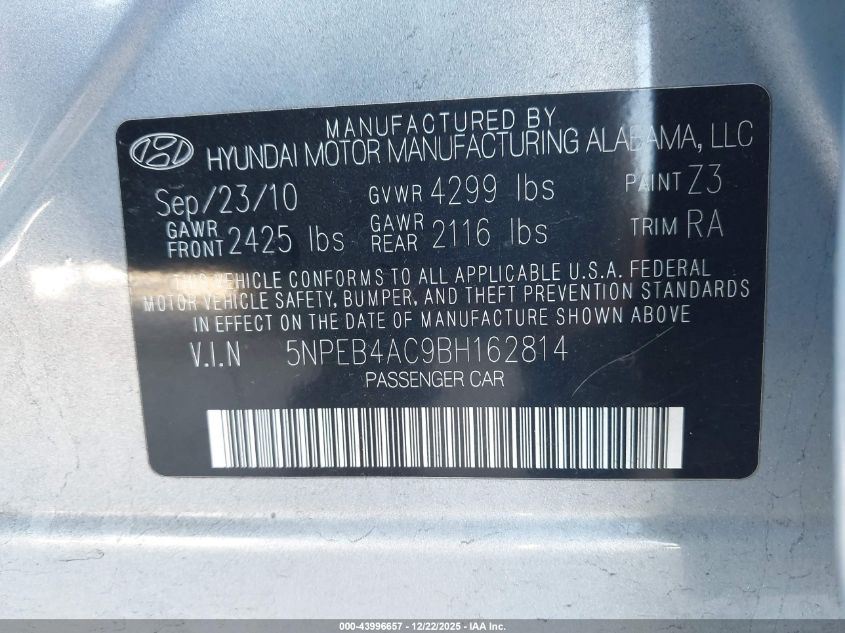 MANUFACTURED BY
HYUNDAI MOTOR MANUFACTURING ALABAMA, LLC
Sep/23/10 GVWR 4299 lbs PAINT Z3
GAWR FRONT 2425 lbs GAWR REAR 2116 lbs TRIM RA
THIS VEHICLE CONFORMS TO ALL APPLICABLE U.S.A. FEDERAL
MOTOR VEHICLE SAFETY, BUMPER, AND THEFT PREVENTION STANDARDS
IN EFFECT ON THE DATE OF MANUFACTURE SHOWN ABOVE
V.I.N 5NPEB4AC9BH162814
PASSENGER CAR
000-43996657 - 12/22/2025 - IAA Inc.